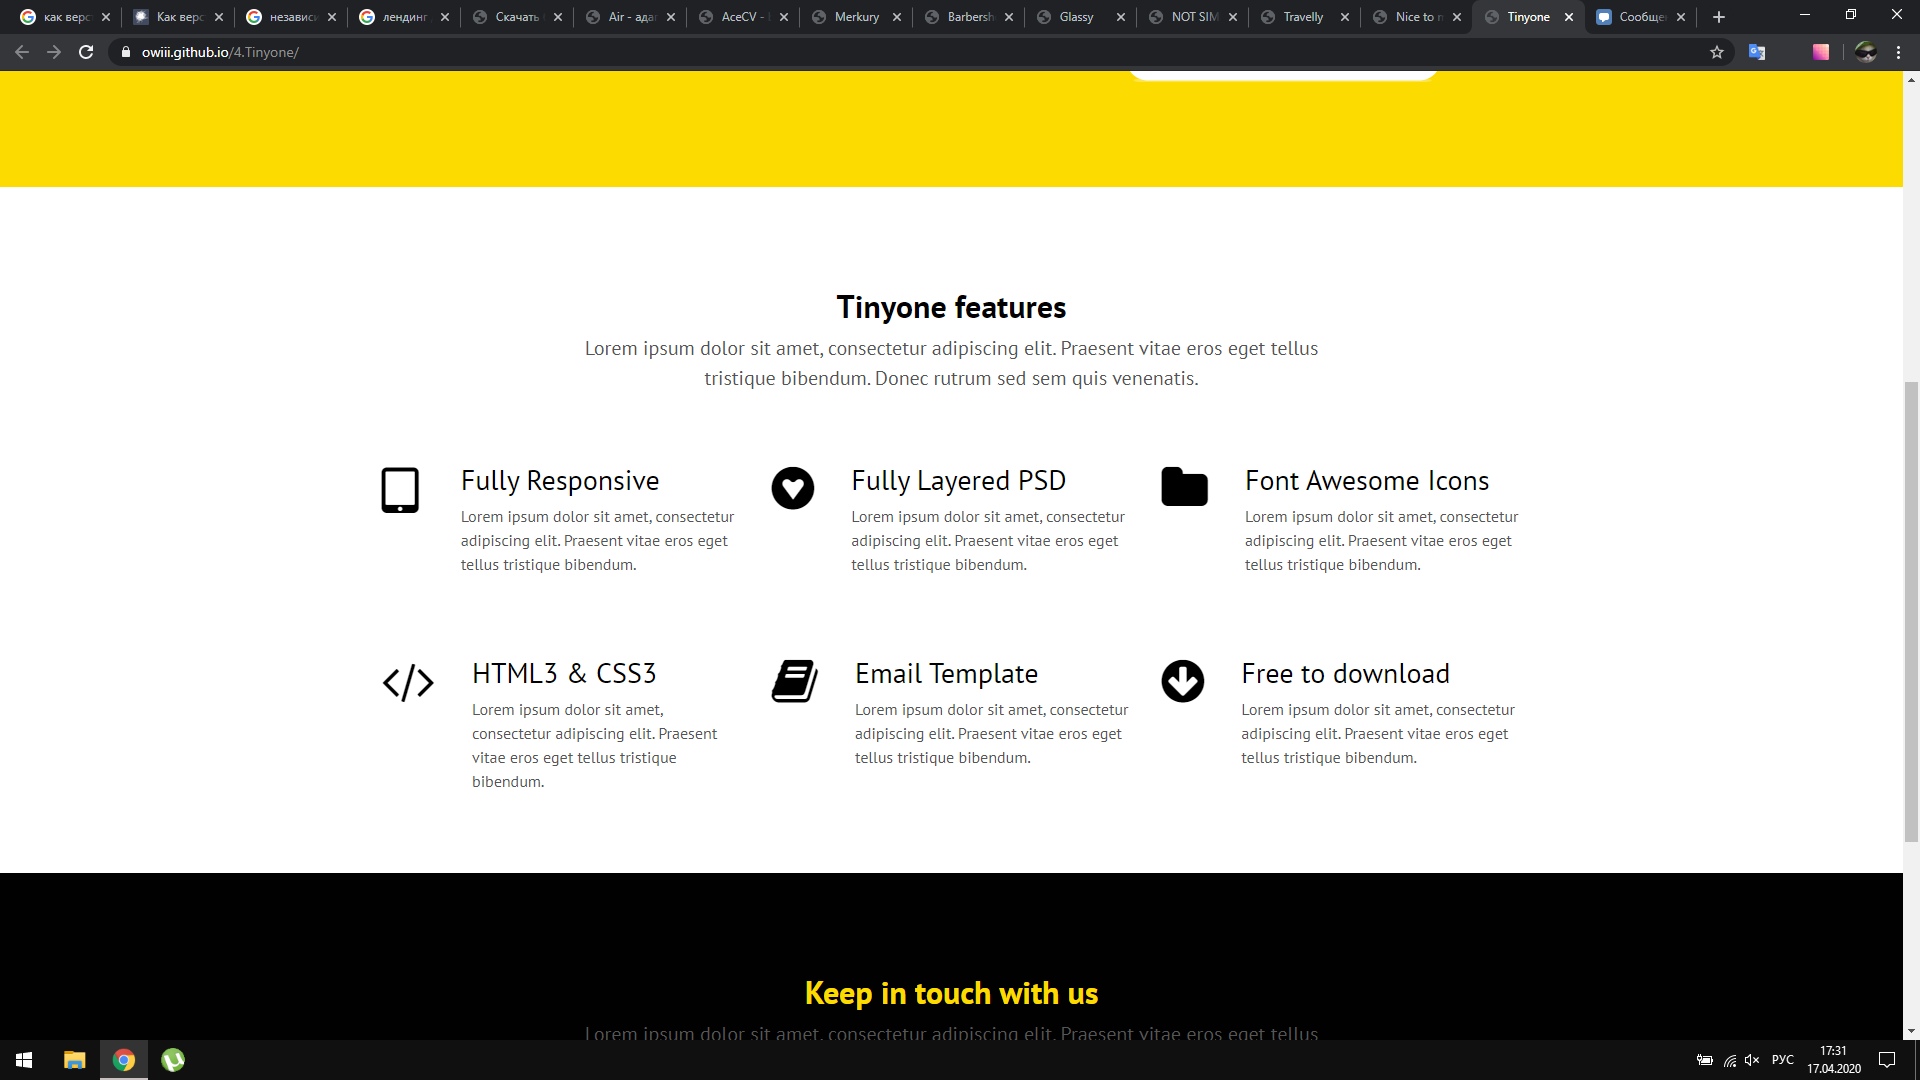 как верс
Как верс
независи
лендинг
Скачать
Air - адап
AceCV -
Merkury
Barbersh
Glassy
NOT SIM
Travelly
Nice to m
Tinyone
Сообщен
owiii.github.io/4.Tinyone/
Tinyone features
Lorem ipsum dolor sit amet, consectetur adipiscing elit. Praesent vitae eros eget tellus
tristique bibendum. Donec rutrum sed sem quis venenatis.
Fully Responsive
Lorem ipsum dolor sit amet, consectetur
adipiscing elit. Praesent vitae eros eget
tellus tristique bibendum.
Fully Layered PSD
Lorem ipsum dolor sit amet, consectetur
adipiscing elit. Praesent vitae eros eget
tellus tristique bibendum.
Font Awesome Icons
Lorem ipsum dolor sit amet, consectetur
adipiscing elit. Praesent vitae eros eget
tellus tristique bibendum.
HTML3 & CSS3
Lorem ipsum dolor sit amet,
consectetur adipiscing elit. Praesent
vitae eros eget tellus tristique
bibendum.
Email Template
Lorem ipsum dolor sit amet, consectetur
adipiscing elit. Praesent vitae eros eget
tellus tristique bibendum.
Free to download
Lorem ipsum dolor sit amet, consectetur
adipiscing elit. Praesent vitae eros eget
tellus tristique bibendum.
Keep in touch with us
Lorem ipsum dolor sit amet, consectetur adipiscing elit. Praesent vitae eros eget tellus
РУС
17:31
17.04.2020